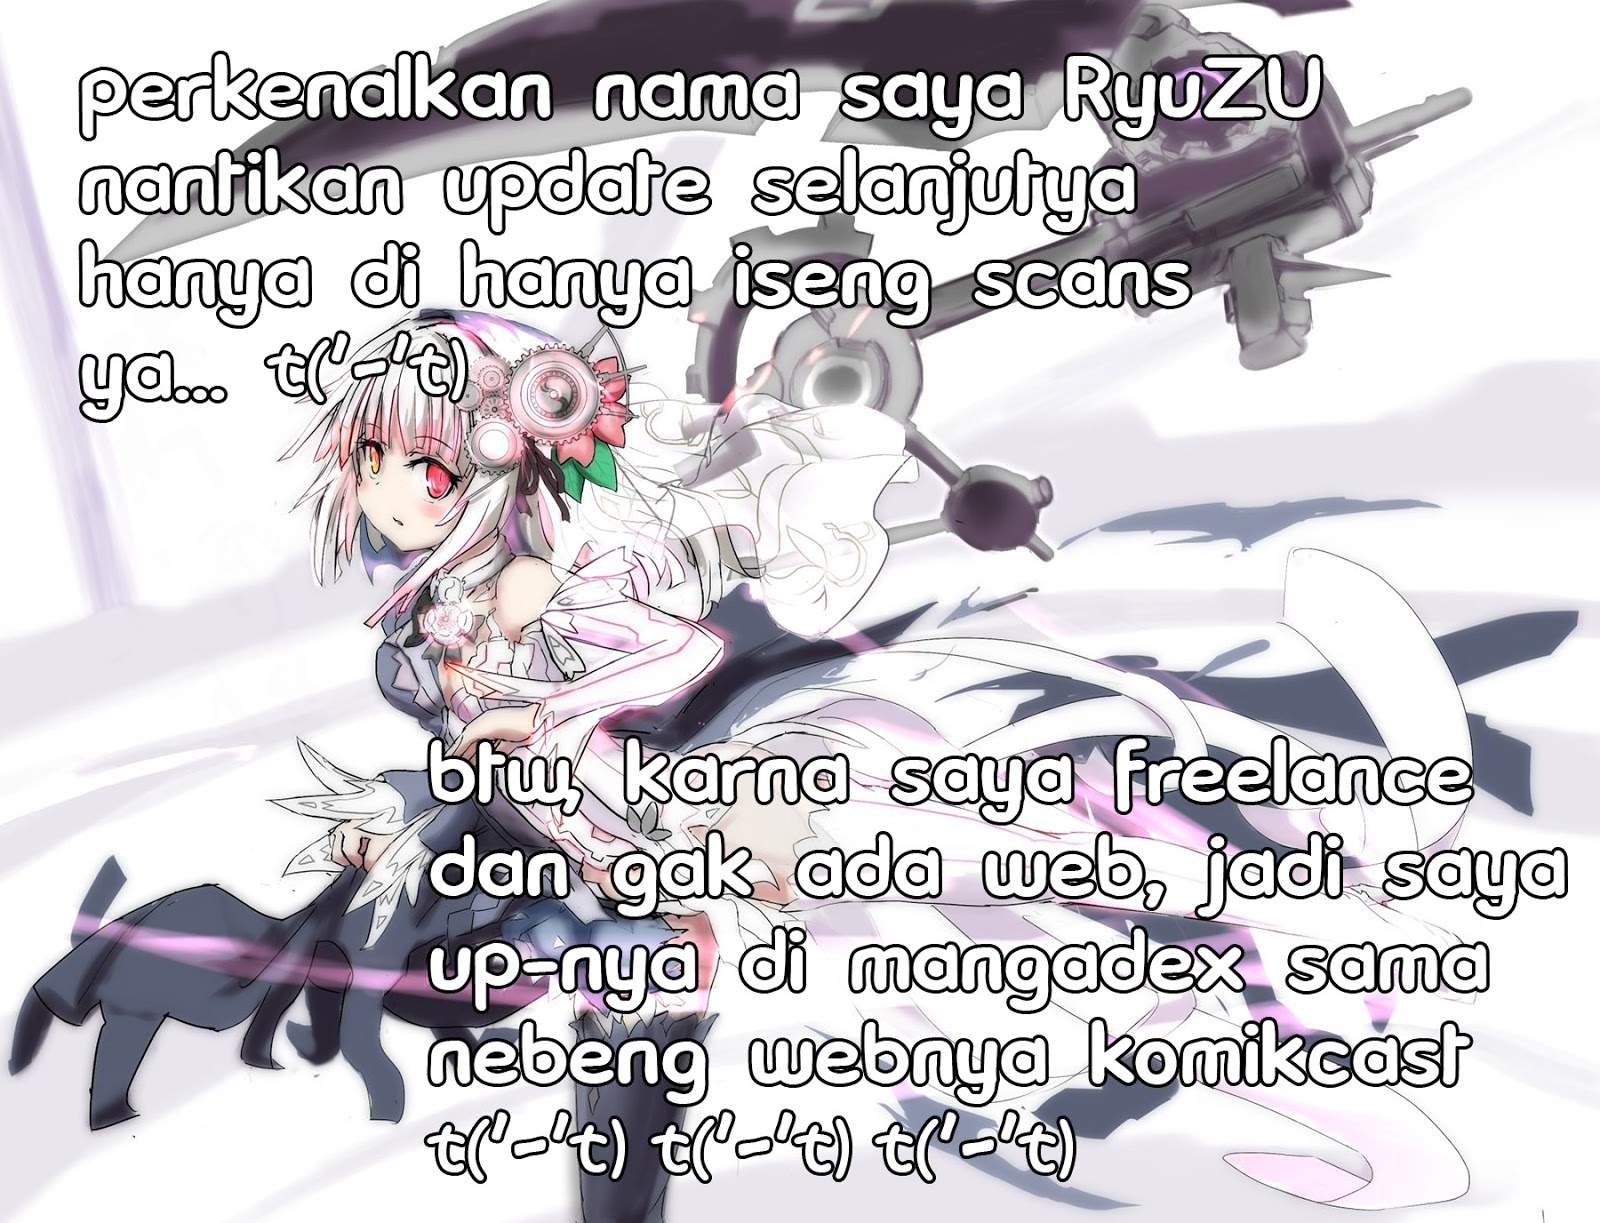 perkenalkan nama saya RyuZU
nantikan update selanjutya
hanya di hanya iseng scans
ya... t('-'t)
btw, karna saya freelance
dan gak ada web, jadi saya
up-nya di mangadex sama
nebeng webnya komikcast
t('-'t) t('-'t) t('-'t)